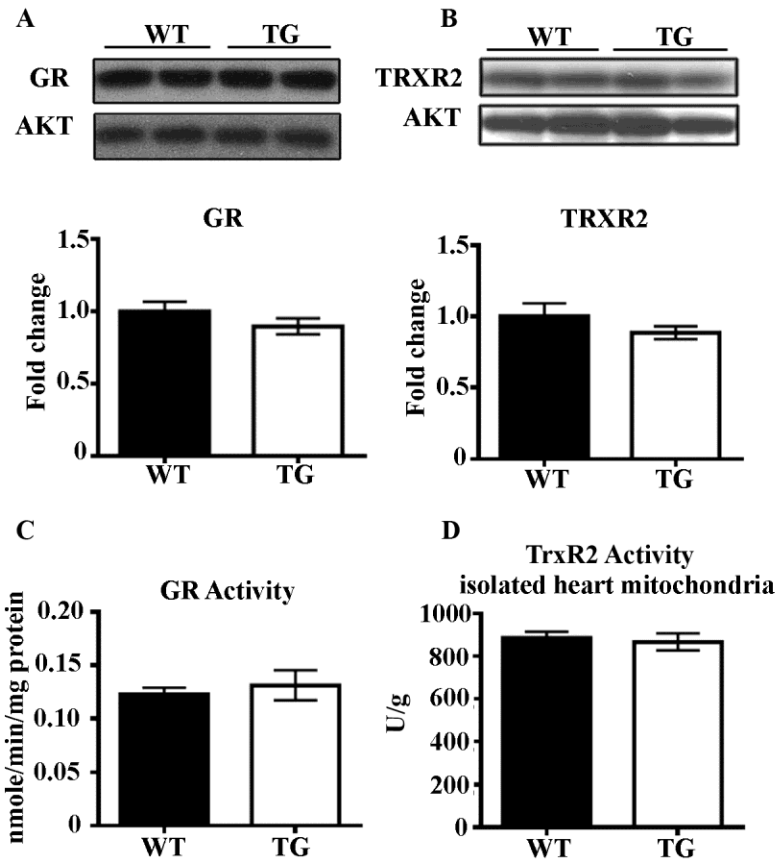 A
WT TG
GR
AKT
B
WT TG
TRXR2
AKT
GR
Fold change
1.5
1.0
0.5
0
WT TG
TRXR2
Fold change
1.5
1.0
0.5
0
WT TG
C
GR Activity
nmole/min/mg protein
0.20
0.15
0.10
0.05
0
WT TG
D
TrxR2 Activity
isolated heart mitochondria
U/g
1000
800
600
400
200
0
WT TG